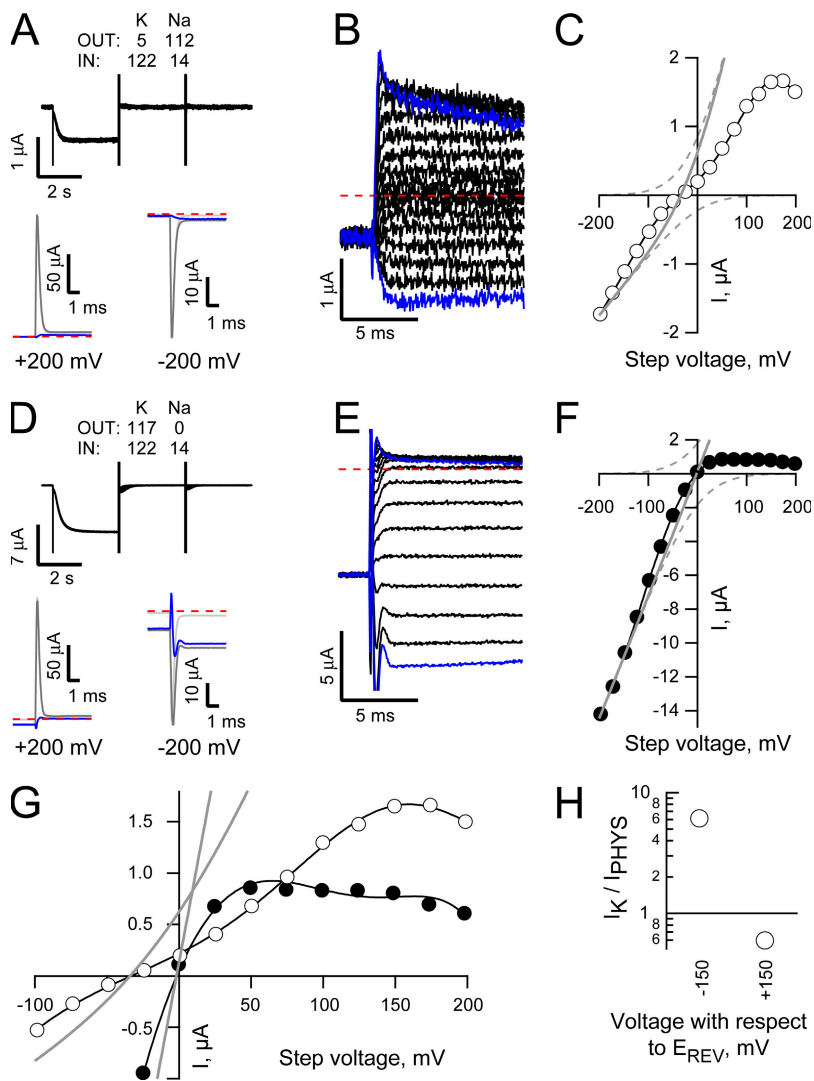 A
K Na
OUT: 5 112
IN: 122 14
1 µA
2 s
50 µA
1 ms
10 µA
1 ms
+200 mV
-200 mV
B
1 µA
5 ms
C
2
1
-200
-100
100
200
-1
-2
I, µA
Step voltage, mV
D
K Na
OUT: 117 0
IN: 122 14
7 µA
2 s
50 µA
1 ms
10 µA
1 ms
+200 mV
-200 mV
E
5 µA
5 ms
F
2
-200
-100
100
200
-6
-8
-10
-12
-14
I, µA
Step voltage, mV
G
1.5
1.0
0.5
-100
50
100
150
200
-0.5
I, µA
Step voltage, mV
H
10
8
6
4
2
1
8
6
IK / IPHYS
-150
+150
Voltage with respect
to EREV, mV